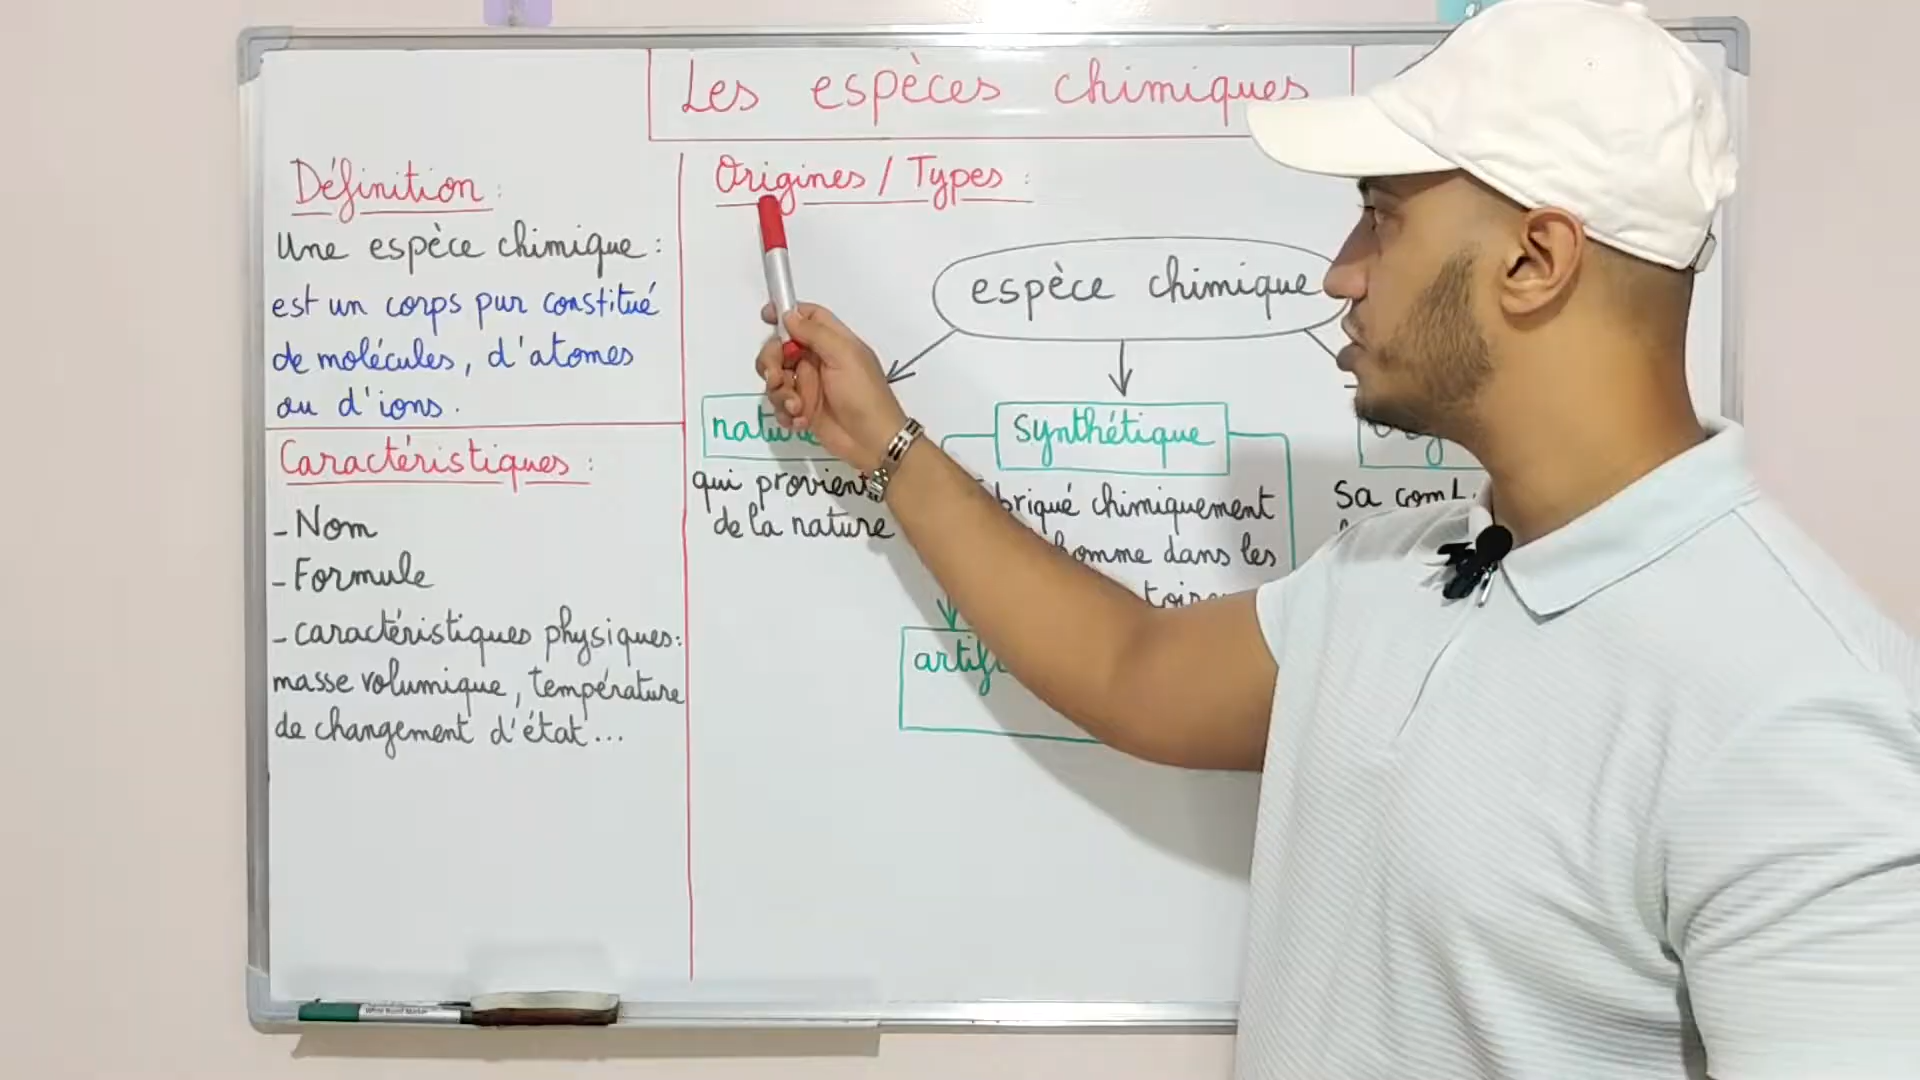 Les espèces chimiques
Définition :
Une espèce chimique :
est un corps pur constitué
de molécules, d'atomes
ou d'ions.
Caractéristiques :
- Nom
- Formule
- caractéristiques physiques:
masse volumique, température
de changement d'état...
Origines / Types :
espèce chimique
qui provient
de la nature
synthétique
chimiquement
dans les
Sa